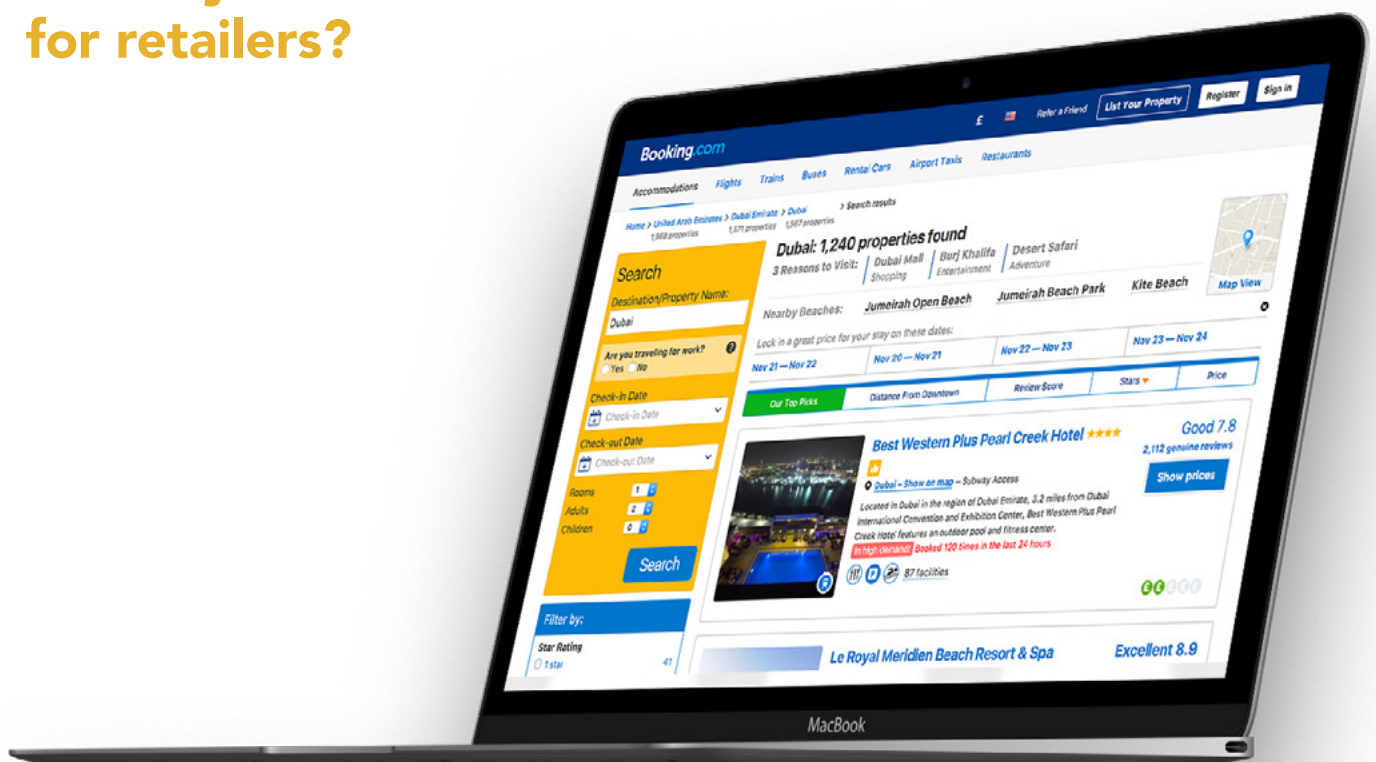 for retailers?
Booking.com
£
Refer a Friend
List Your Property
Register
Sign in
Accommodations
Flights
Trains
Buses
Rental Cars
Airport Taxis
Restaurants
Home > United Arab Emirates > Dubai Emirate > Dubai > Search results
1,988 properties 1,571 properties 1,567 properties
Search
Destination/Property Name:
Dubai
Are you traveling for work?
Yes No
Check-in Date
Check-in Date
Check-out Date
Check-out Date
Rooms 1
Adults 2
Children 0
Search
Filter by:
Star Rating
1 star 41
Dubai: 1,240 properties found
3 Reasons to Visit:
Dubai Mall
Shopping
Burj Khalifa
Entertainment
Desert Safari
Adventure
Map View
Nearby Beaches: Jumeirah Open Beach Jumeirah Beach Park Kite Beach
Lock in a great price for your stay on these dates:
Nov 21 — Nov 22 Nov 20 — Nov 21 Nov 22 — Nov 23 Nov 23 — Nov 24
Our Top Picks
Distance From Downtown
Review Score
Stars
Price
Best Western Plus Pearl Creek Hotel
Good 7.8
2,112 genuine reviews
Show prices
Dubai – Show on map – Subway Access
Located in Dubai in the region of Dubai Emirate, 3.2 miles from Dubai
International Convention and Exhibition Center, Best Western Plus Pearl
Creek Hotel features an outdoor pool and fitness center.
In high demand! Booked 120 times in the last 24 hours
87 facilities
Le Royal Meridien Beach Resort & Spa
Excellent 8.9
MacBook